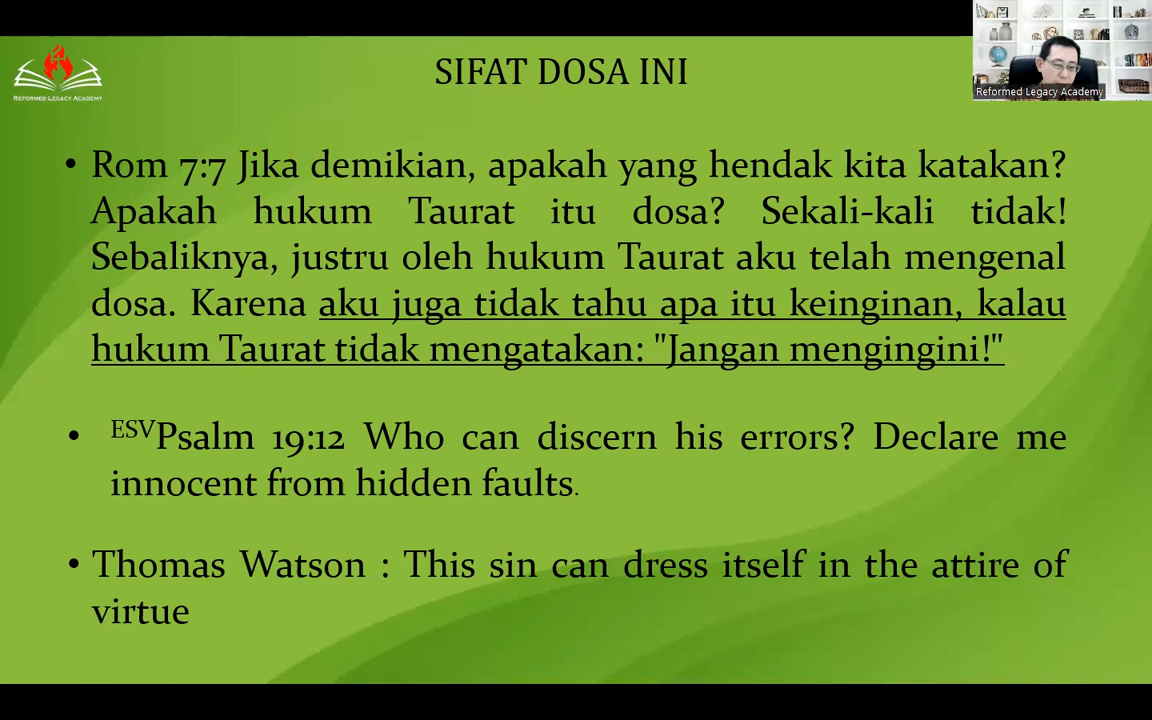 SIFAT DOSA INI
Reformed Legacy Academy
REFORMED LEGACY ACADEMY
• Rom 7:7 Jika demikian, apakah yang hendak kita katakan?
Apakah hukum Taurat itu dosa? Sekali-kali tidak!
Sebaliknya, justru oleh hukum Taurat aku telah mengenal
dosa. Karena aku juga tidak tahu apa itu keinginan, kalau
hukum Taurat tidak mengatakan: "Jangan mengingini!"
• ESVPsalm 19:12 Who can discern his errors? Declare me
innocent from hidden faults.
• Thomas Watson : This sin can dress itself in the attire of
virtue